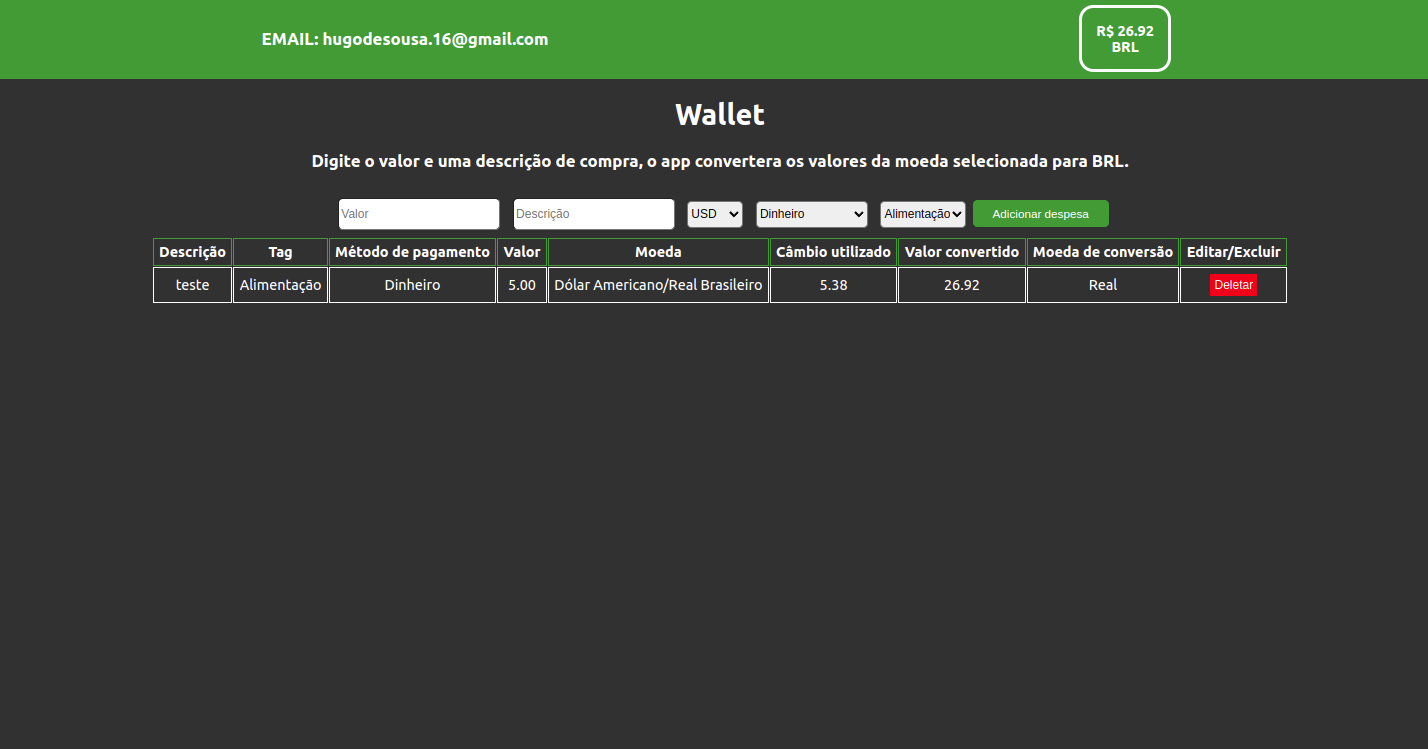 EMAIL: hugodesousa.16@gmail.com
R$ 26.92
BRL
Wallet
Digite o valor e uma descrição de compra, o app convertera os valores da moeda selecionada para BRL.
Valor Descrição USD Dinheiro Alimentação Adicionar despesa
Descrição Tag Método de pagamento Valor Moeda Câmbio utilizado Valor convertido Moeda de conversão Editar/Excluir
teste Alimentação Dinheiro 5.00 Dólar Americano/Real Brasileiro 5.38 26.92 Real Deletar